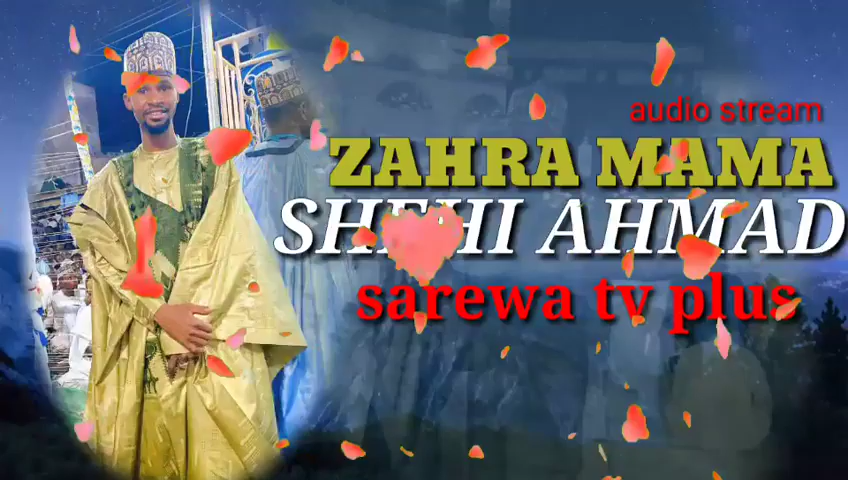 audio stream
ZAHRA MAMA
SHEHI AHMAD
sarewa tv plus